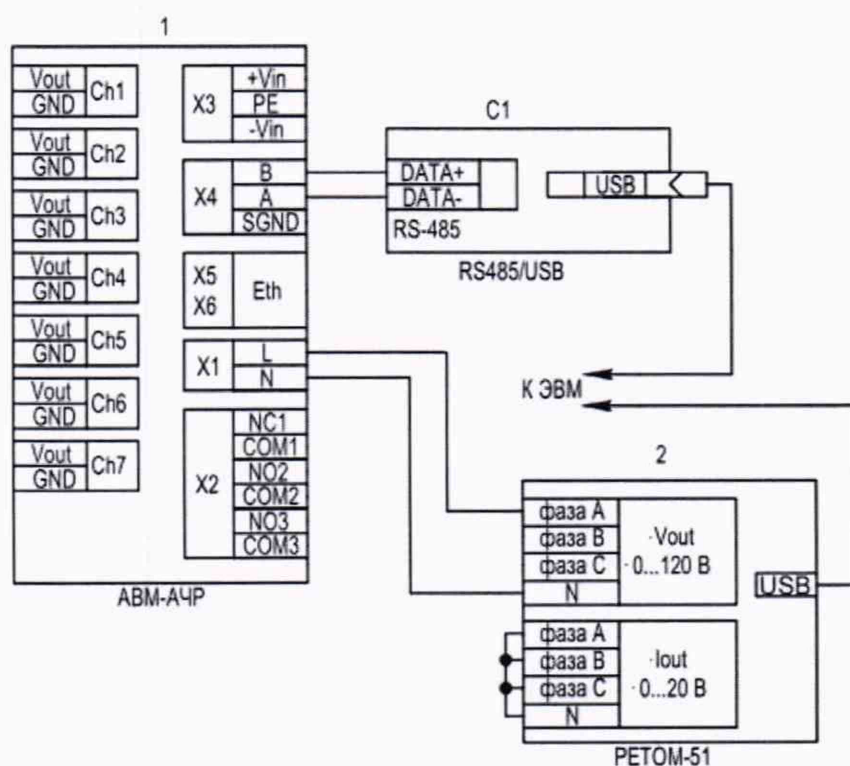 1
Vout
GND
Ch1
Vout
GND
Ch2
Vout
GND
Ch3
Vout
GND
Ch4
Vout
GND
Ch5
Vout
GND
Ch6
Vout
GND
Ch7
X3
+Vin
PE
-Vin
X4
B
A
SGND
X5
X6
Eth
X1
L
N
X2
NC1
COM1
NO2
COM2
NO3
COM3
АВМ-АЧР
C1
DATA+
DATA-
RS-485
USB
RS485/USB
К ЭВМ
2
фаза А
фаза В
фаза С
N
Vout
0...120 В
USB
фаза А
фаза В
фаза С
N
Iout
0...20 В
РЕТОМ-51